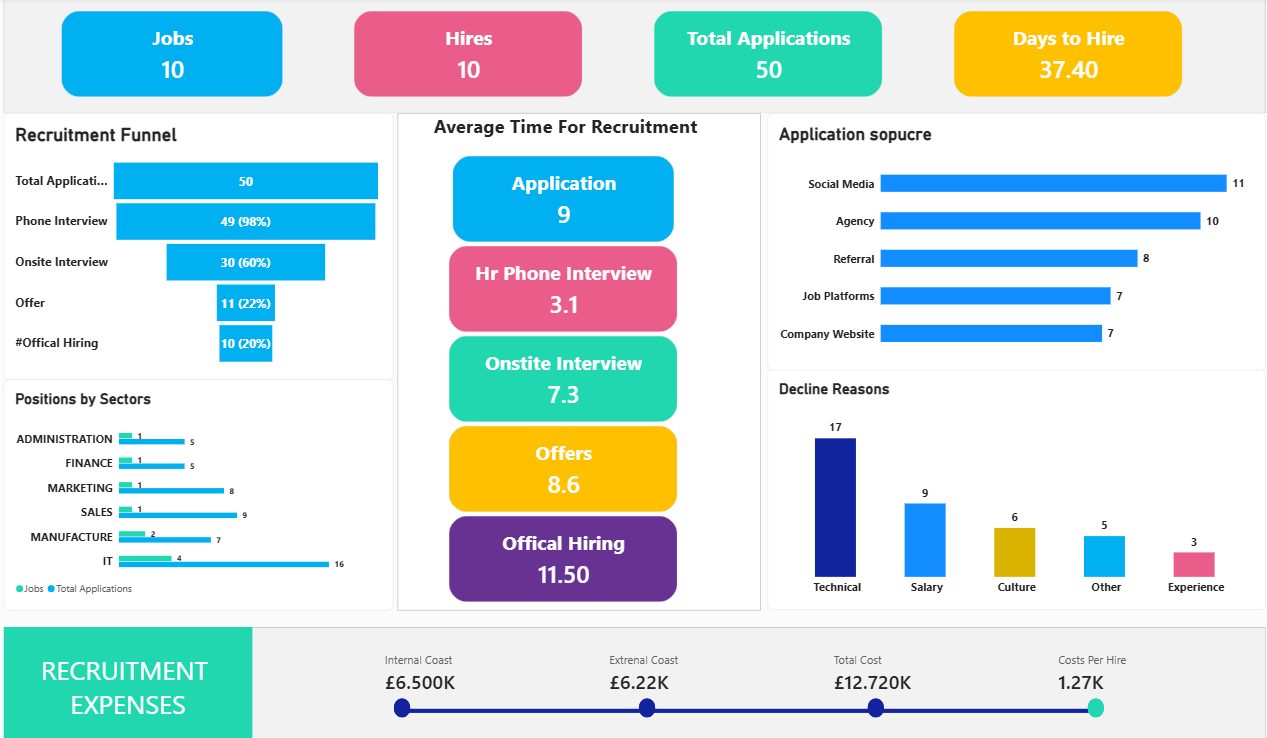 Jobs
10
Hires
10
Total Applications
50
Days to Hire
37.40
Recruitment Funnel
Total Applicati...
50
Phone Interview
49 (98%)
Onsite Interview
30 (60%)
Offer
11 (22%)
#Offical Hiring
10 (20%)
Positions by Sectors
ADMINISTRATION
1
5
FINANCE
1
5
MARKETING
1
8
SALES
1
9
MANUFACTURE
2
7
IT
4
16
Jobs Total Applications
Average Time For Recruitment
Application
9
Hr Phone Interview
3.1
Onstite Interview
7.3
Offers
8.6
Offical Hiring
11.50
Application sopucre
Social Media 11
Agency 10
Referral 8
Job Platforms 7
Company Website 7
Decline Reasons
17
9
6
5
3
Technical Salary Culture Other Experience
RECRUITMENT
EXPENSES
Internal Coast
£6.500K
Extrenal Coast
£6.22K
Total Cost
£12.720K
Costs Per Hire
1.27K